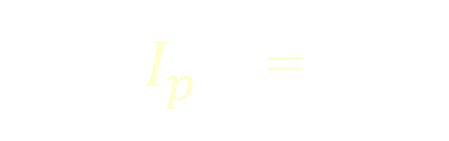 I_p =